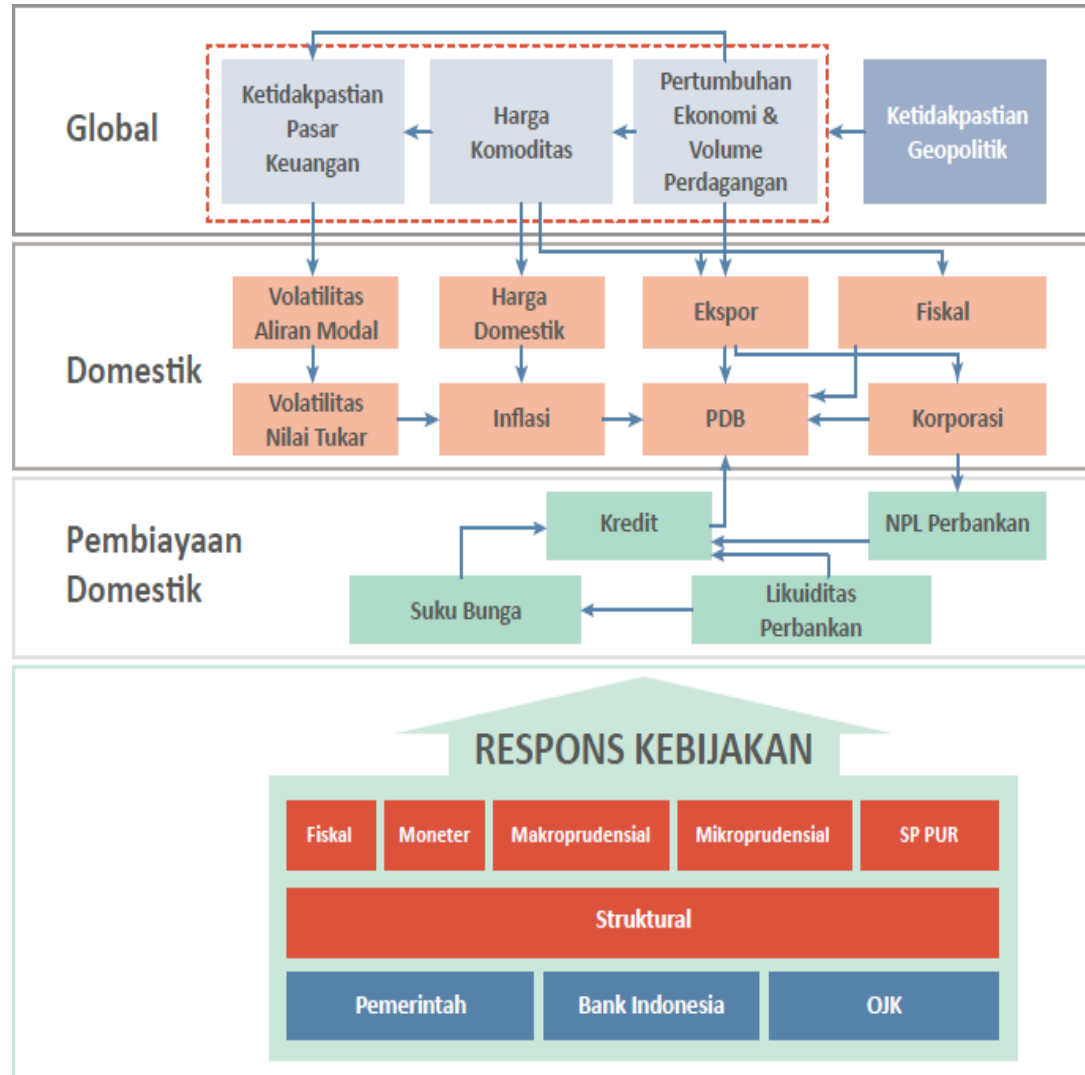 Global
Ketidakpastian
Pasar
Keuangan
Harga
Komoditas
Pertumbuhan
Ekonomi &
Volume
Perdagangan
Ketidakpastian
Geopolitik
Domestik
Volatilitas
Aliran Modal
Harga
Domestik
Ekspor
Fiskal
Volatilitas
Nilai Tukar
Inflasi
PDB
Korporasi
Pembiayaan
Domestik
Kredit
NPL Perbankan
Suku Bunga
Likuiditas
Perbankan
RESPONS KEBIJAKAN
Fiskal
Moneter
Makroprudensial
Mikroprudensial
SP PUR
Struktural
Pemerintah
Bank Indonesia
OJK